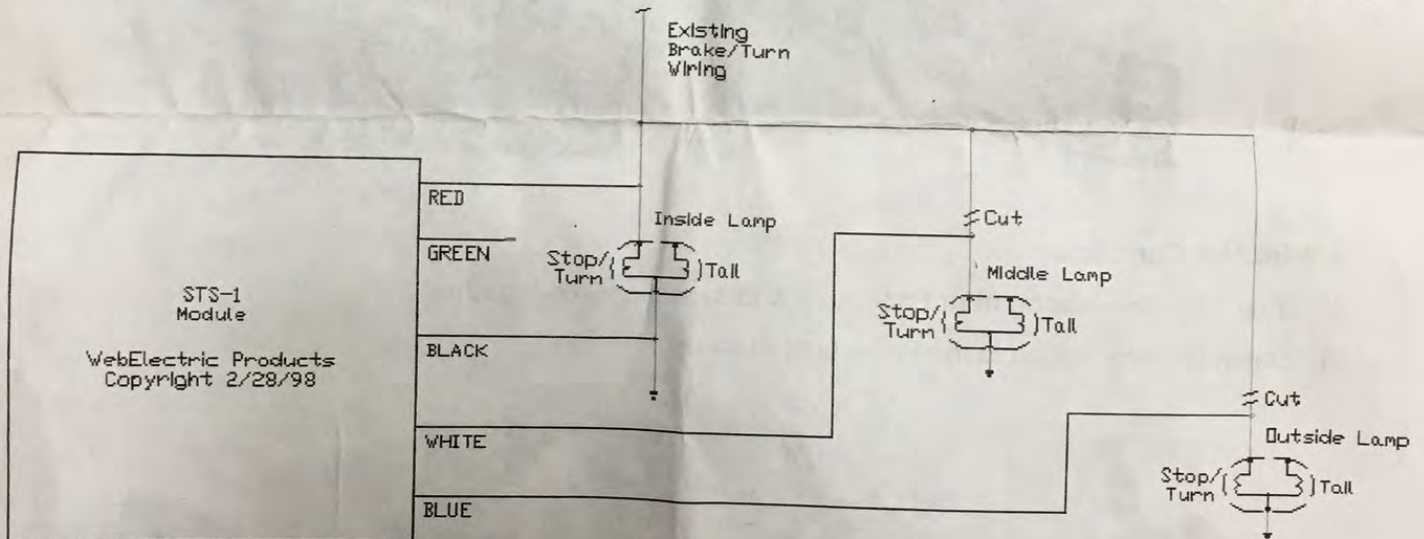 Existing
Brake/Turn
Wiring
RED
Inside Lamp
Cut
GREEN
Stop/
Turn
Tail
Middle Lamp
STS-1
Module
Stop/
Turn
Tail
BLACK
WebElectric Products
Copyright 2/28/98
Cut
WHITE
Outside Lamp
Stop/
Turn
Tail
BLUE